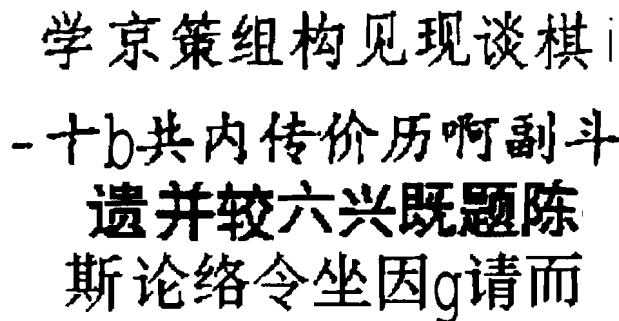 学京策组构见现谈棋i
-十b共内传价历啊副斗
遗并较六兴既题陈
斯论络令坐因g请而